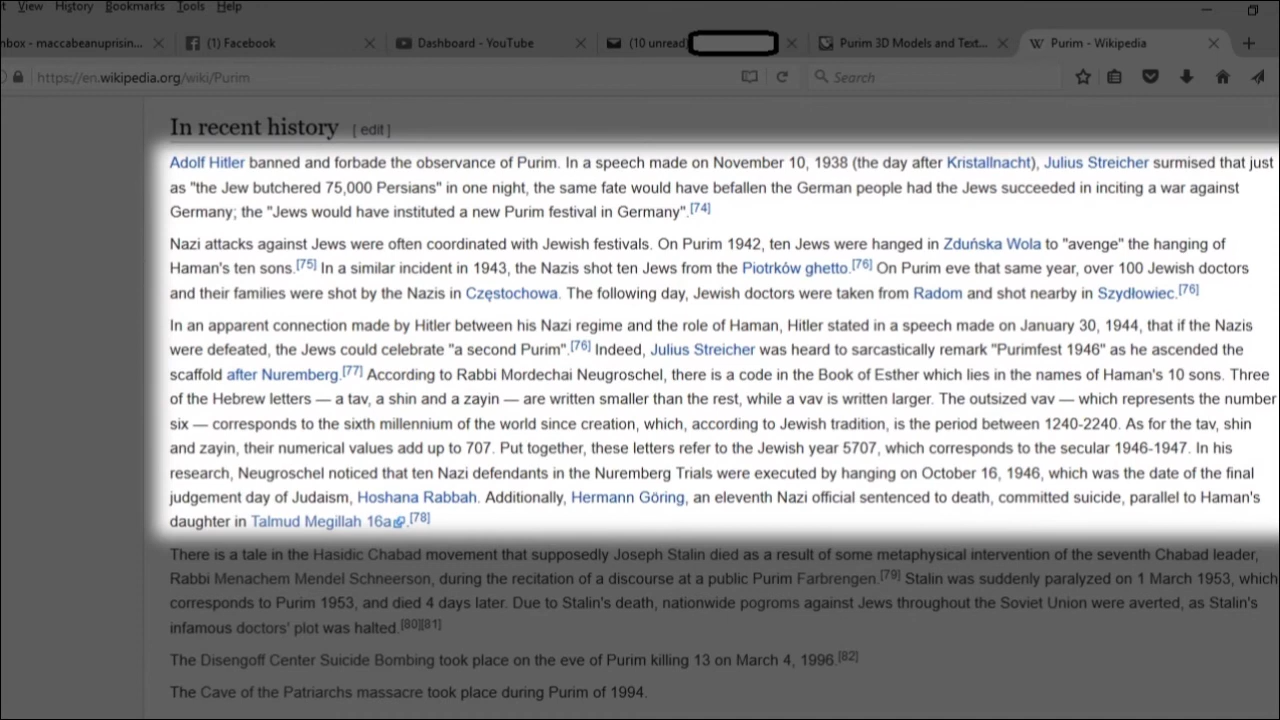 View History Bookmarks Tools Help
nbox - maccabeanuprisin... (1) Facebook Dashboard - YouTube (10 unread Purim 3D Models and Text... W Purim - Wikipedia
https://en.wikipedia.org/wiki/Purim Search
In recent history [ edit ]
Adolf Hitler banned and forbade the observance of Purim. In a speech made on November 10, 1938 (the day after Kristallnacht), Julius Streicher surmised that just
as "the Jew butchered 75,000 Persians" in one night, the same fate would have befallen the German people had the Jews succeeded in inciting a war against
Germany; the "Jews would have instituted a new Purim festival in Germany".[74]
Nazi attacks against Jews were often coordinated with Jewish festivals. On Purim 1942, ten Jews were hanged in Zduńska Wola to "avenge" the hanging of
Haman's ten sons.[75] In a similar incident in 1943, the Nazis shot ten Jews from the Piotrków ghetto.[76] On Purim eve that same year, over 100 Jewish doctors
and their families were shot by the Nazis in Częstochowa. The following day, Jewish doctors were taken from Radom and shot nearby in Szydłowiec.[76]
In an apparent connection made by Hitler between his Nazi regime and the role of Haman, Hitler stated in a speech made on January 30, 1944, that if the Nazis
were defeated, the Jews could celebrate "a second Purim".[76] Indeed, Julius Streicher was heard to sarcastically remark "Purimfest 1946" as he ascended the
scaffold after Nuremberg.[77] According to Rabbi Mordechai Neugroschel, there is a code in the Book of Esther which lies in the names of Haman's 10 sons. Three
of the Hebrew letters — a tav, a shin and a zayin — are written smaller than the rest, while a vav is written larger. The outsized vav — which represents the number
six — corresponds to the sixth millennium of the world since creation, which, according to Jewish tradition, is the period between 1240-2240. As for the tav, shin
and zayin, their numerical values add up to 707. Put together, these letters refer to the Jewish year 5707, which corresponds to the secular 1946-1947. In his
research, Neugroschel noticed that ten Nazi defendants in the Nuremberg Trials were executed by hanging on October 16, 1946, which was the date of the final
judgement day of Judaism, Hoshana Rabbah. Additionally, Hermann Göring, an eleventh Nazi official sentenced to death, committed suicide, parallel to Haman's
daughter in Talmud Megillah 16a.[78]
There is a tale in the Hasidic Chabad movement that supposedly Joseph Stalin died as a result of some metaphysical intervention of the seventh Chabad leader,
Rabbi Menachem Mendel Schneerson, during the recitation of a discourse at a public Purim Farbrengen.[79] Stalin was suddenly paralyzed on 1 March 1953, which
corresponds to Purim 1953, and died 4 days later. Due to Stalin's death, nationwide pogroms against Jews throughout the Soviet Union were averted, as Stalin's
infamous doctors' plot was halted.[80][81]
The Disengoff Center Suicide Bombing took place on the eve of Purim killing 13 on March 4, 1996.[82]
The Cave of the Patriarchs massacre took place during Purim of 1994.